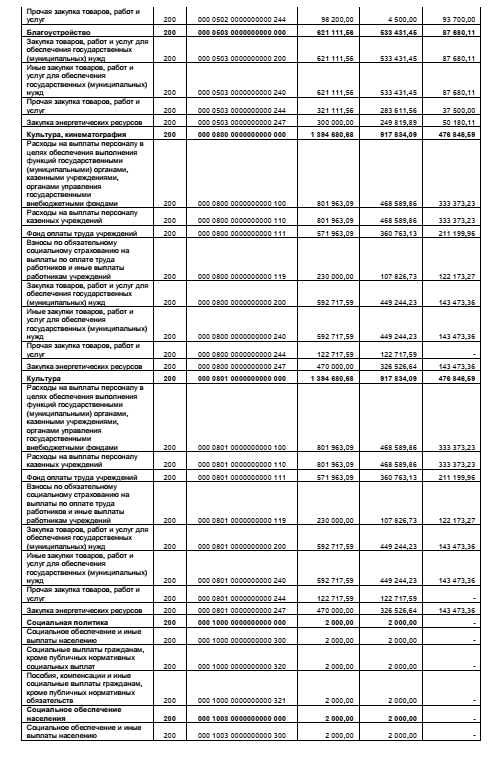 Прочая закупка товаров, работ и
услуг 200 000 0502 0000000000 244 98 200,00 4 500,00 93 700,00
Благоустройство 200 000 0503 0000000000 000 621 111,56 533 431,45 87 680,11
Закупка товаров, работ и услуг для
обеспечения государственных
(муниципальных) нужд 200 000 0503 0000000000 200 621 111,56 533 431,45 87 680,11
Иные закупки товаров, работ и
услуг для обеспечения
государственных (муниципальных)
нужд 200 000 0503 0000000000 240 621 111,56 533 431,45 87 680,11
Прочая закупка товаров, работ и
услуг 200 000 0503 0000000000 244 321 111,56 283 611,56 37 500,00
Закупка энергетических ресурсов 200 000 0503 0000000000 247 300 000,00 249 819,89 50 180,11
Культура, кинематография 200 000 0800 0000000000 000 1 394 680,68 917 834,09 476 846,59
Расходы на выплаты персоналу в
целях обеспечения выполнения
функций государственными
(муниципальными) органами,
казенными учреждениями,
органами управления
государственными
внебюджетными фондами 200 000 0800 0000000000 100 801 963,09 468 589,86 333 373,23
Расходы на выплаты персоналу
казенных учреждений 200 000 0800 0000000000 110 801 963,09 468 589,86 333 373,23
Фонд оплаты труда учреждений 200 000 0800 0000000000 111 571 963,09 360 763,13 211 199,96
Взносы по обязательному
социальному страхованию на
выплаты по оплате труда
работников и иные выплаты
работникам учреждений 200 000 0800 0000000000 119 230 000,00 107 826,73 122 173,27
Закупка товаров, работ и услуг для
обеспечения государственных
(муниципальных) нужд 200 000 0800 0000000000 200 592 717,59 449 244,23 143 473,36
Иные закупки товаров, работ и
услуг для обеспечения
государственных (муниципальных)
нужд 200 000 0800 0000000000 240 592 717,59 449 244,23 143 473,36
Прочая закупка товаров, работ и
услуг 200 000 0800 0000000000 244 122 717,59 122 717,59 -
Закупка энергетических ресурсов 200 000 0800 0000000000 247 470 000,00 326 526,64 143 473,36
Культура 200 000 0801 0000000000 000 1 394 680,68 917 834,09 476 846,59
Расходы на выплаты персоналу в
целях обеспечения выполнения
функций государственными
(муниципальными) органами,
казенными учреждениями,
органами управления
государственными
внебюджетными фондами 200 000 0801 0000000000 100 801 963,09 468 589,86 333 373,23
Расходы на выплаты персоналу
казенных учреждений 200 000 0801 0000000000 110 801 963,09 468 589,86 333 373,23
Фонд оплаты труда учреждений 200 000 0801 0000000000 111 571 963,09 360 763,13 211 199,96
Взносы по обязательному
социальному страхованию на
выплаты по оплате труда
работников и иные выплаты
работникам учреждений 200 000 0801 0000000000 119 230 000,00 107 826,73 122 173,27
Закупка товаров, работ и услуг для
обеспечения государственных
(муниципальных) нужд 200 000 0801 0000000000 200 592 717,59 449 244,23 143 473,36
Иные закупки товаров, работ и
услуг для обеспечения
государственных (муниципальных)
нужд 200 000 0801 0000000000 240 592 717,59 449 244,23 143 473,36
Прочая закупка товаров, работ и
услуг 200 000 0801 0000000000 244 122 717,59 122 717,59 -
Закупка энергетических ресурсов 200 000 0801 0000000000 247 470 000,00 326 526,64 143 473,36
Социальная политика 200 000 1000 0000000000 000 2 000,00 2 000,00 -
Социальное обеспечение и иные
выплаты населению 200 000 1000 0000000000 300 2 000,00 2 000,00 -
Социальные выплаты гражданам,
кроме публичных нормативных
социальных выплат 200 000 1000 0000000000 320 2 000,00 2 000,00 -
Пособия, компенсации и иные
социальные выплаты гражданам,
кроме публичных нормативных
обязательств 200 000 1000 0000000000 321 2 000,00 2 000,00 -
Социальное обеспечение
населения 200 000 1003 0000000000 000 2 000,00 2 000,00 -
Социальное обеспечение и иные
выплаты населению 200 000 1003 0000000000 300 2 000,00 2 000,00 -